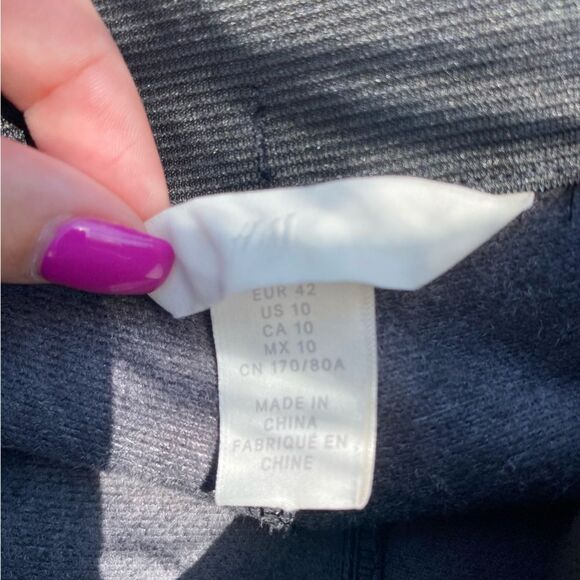 H&M
EUR 42
US 10
CA 10
MX 10
CN 170/80A
MADE IN
CHINA
FABRIQUÉ EN
CHINE